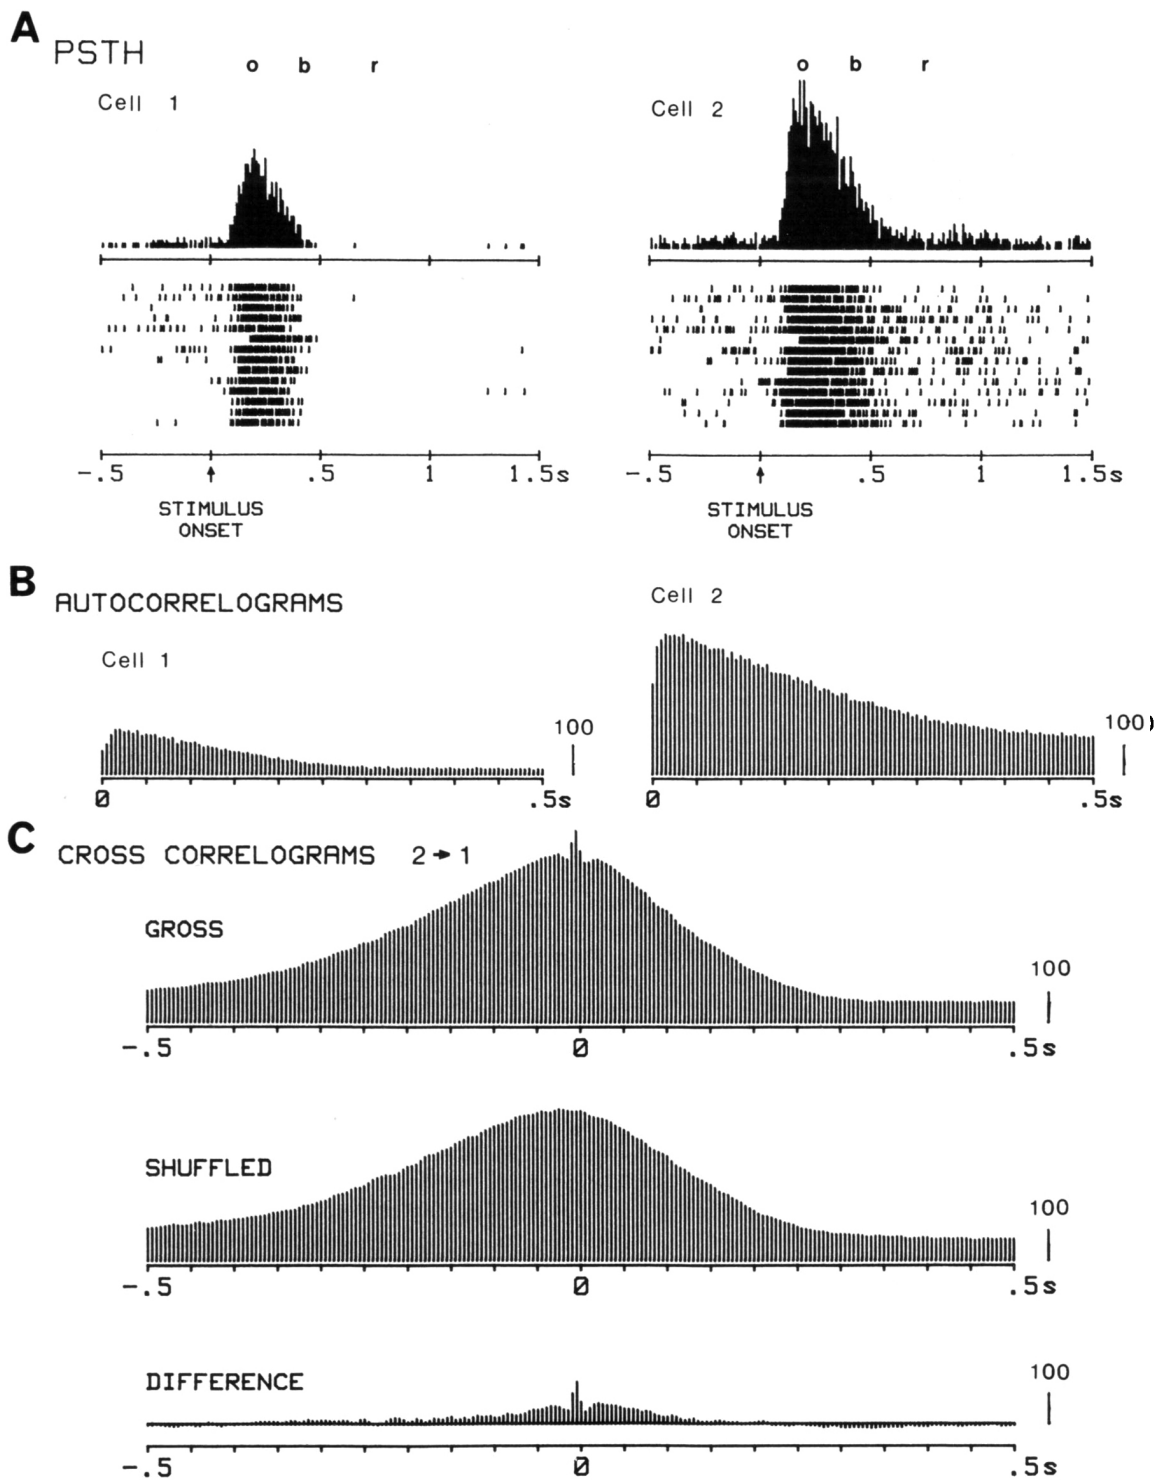 A
PSTH
o b r
o b r
Cell 1
Cell 2
-.5 .5 1 1.5s
-.5 .5 1 1.5s
STIMULUS
ONSET
STIMULUS
ONSET
B
AUTOCORRELOGRAMS
Cell 2
Cell 1
100
100
0 .5s
0 .5s
C
CROSS CORRELOGRAMS 2→1
GROSS
100
-.5 0 .5s
SHUFFLED
100
-.5 0 .5s
DIFFERENCE
100
-.5 0 .5s